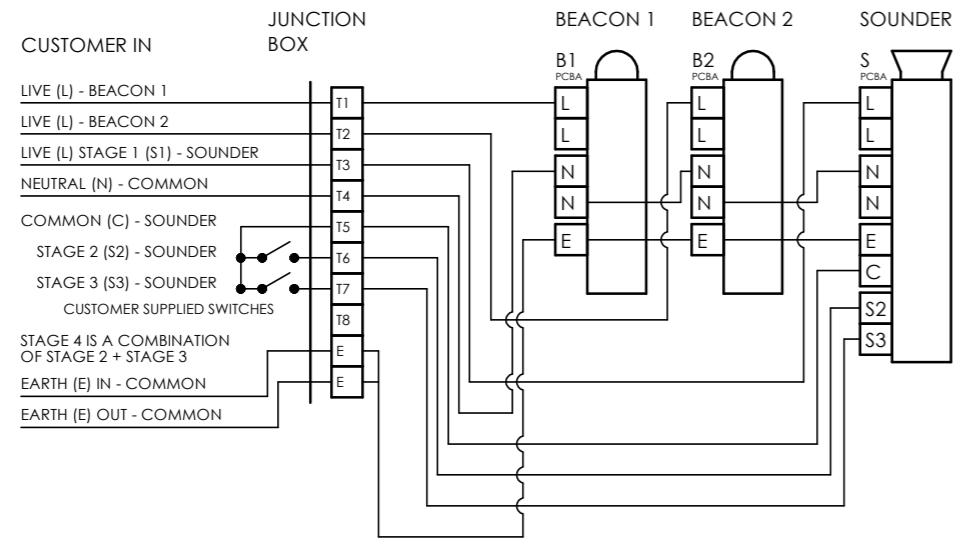 CUSTOMER IN
JUNCTION
BOX
BEACON 1
BEACON 2
SOUNDER
LIVE (L) - BEACON 1
LIVE (L) - BEACON 2
LIVE (L) STAGE 1 (S1) - SOUNDER
NEUTRAL (N) - COMMON
COMMON (C) - SOUNDER
STAGE 2 (S2) - SOUNDER
STAGE 3 (S3) - SOUNDER
CUSTOMER SUPPLIED SWITCHES
STAGE 4 IS A COMBINATION
OF STAGE 2 + STAGE 3
EARTH (E) IN - COMMON
EARTH (E) OUT - COMMON
T1
T2
T3
T4
T5
T6
T7
T8
E
E
B1
PCBA
L
L
N
N
E
B2
PCBA
L
L
N
N
E
S
PCBA
L
L
N
N
E
C
S2
S3